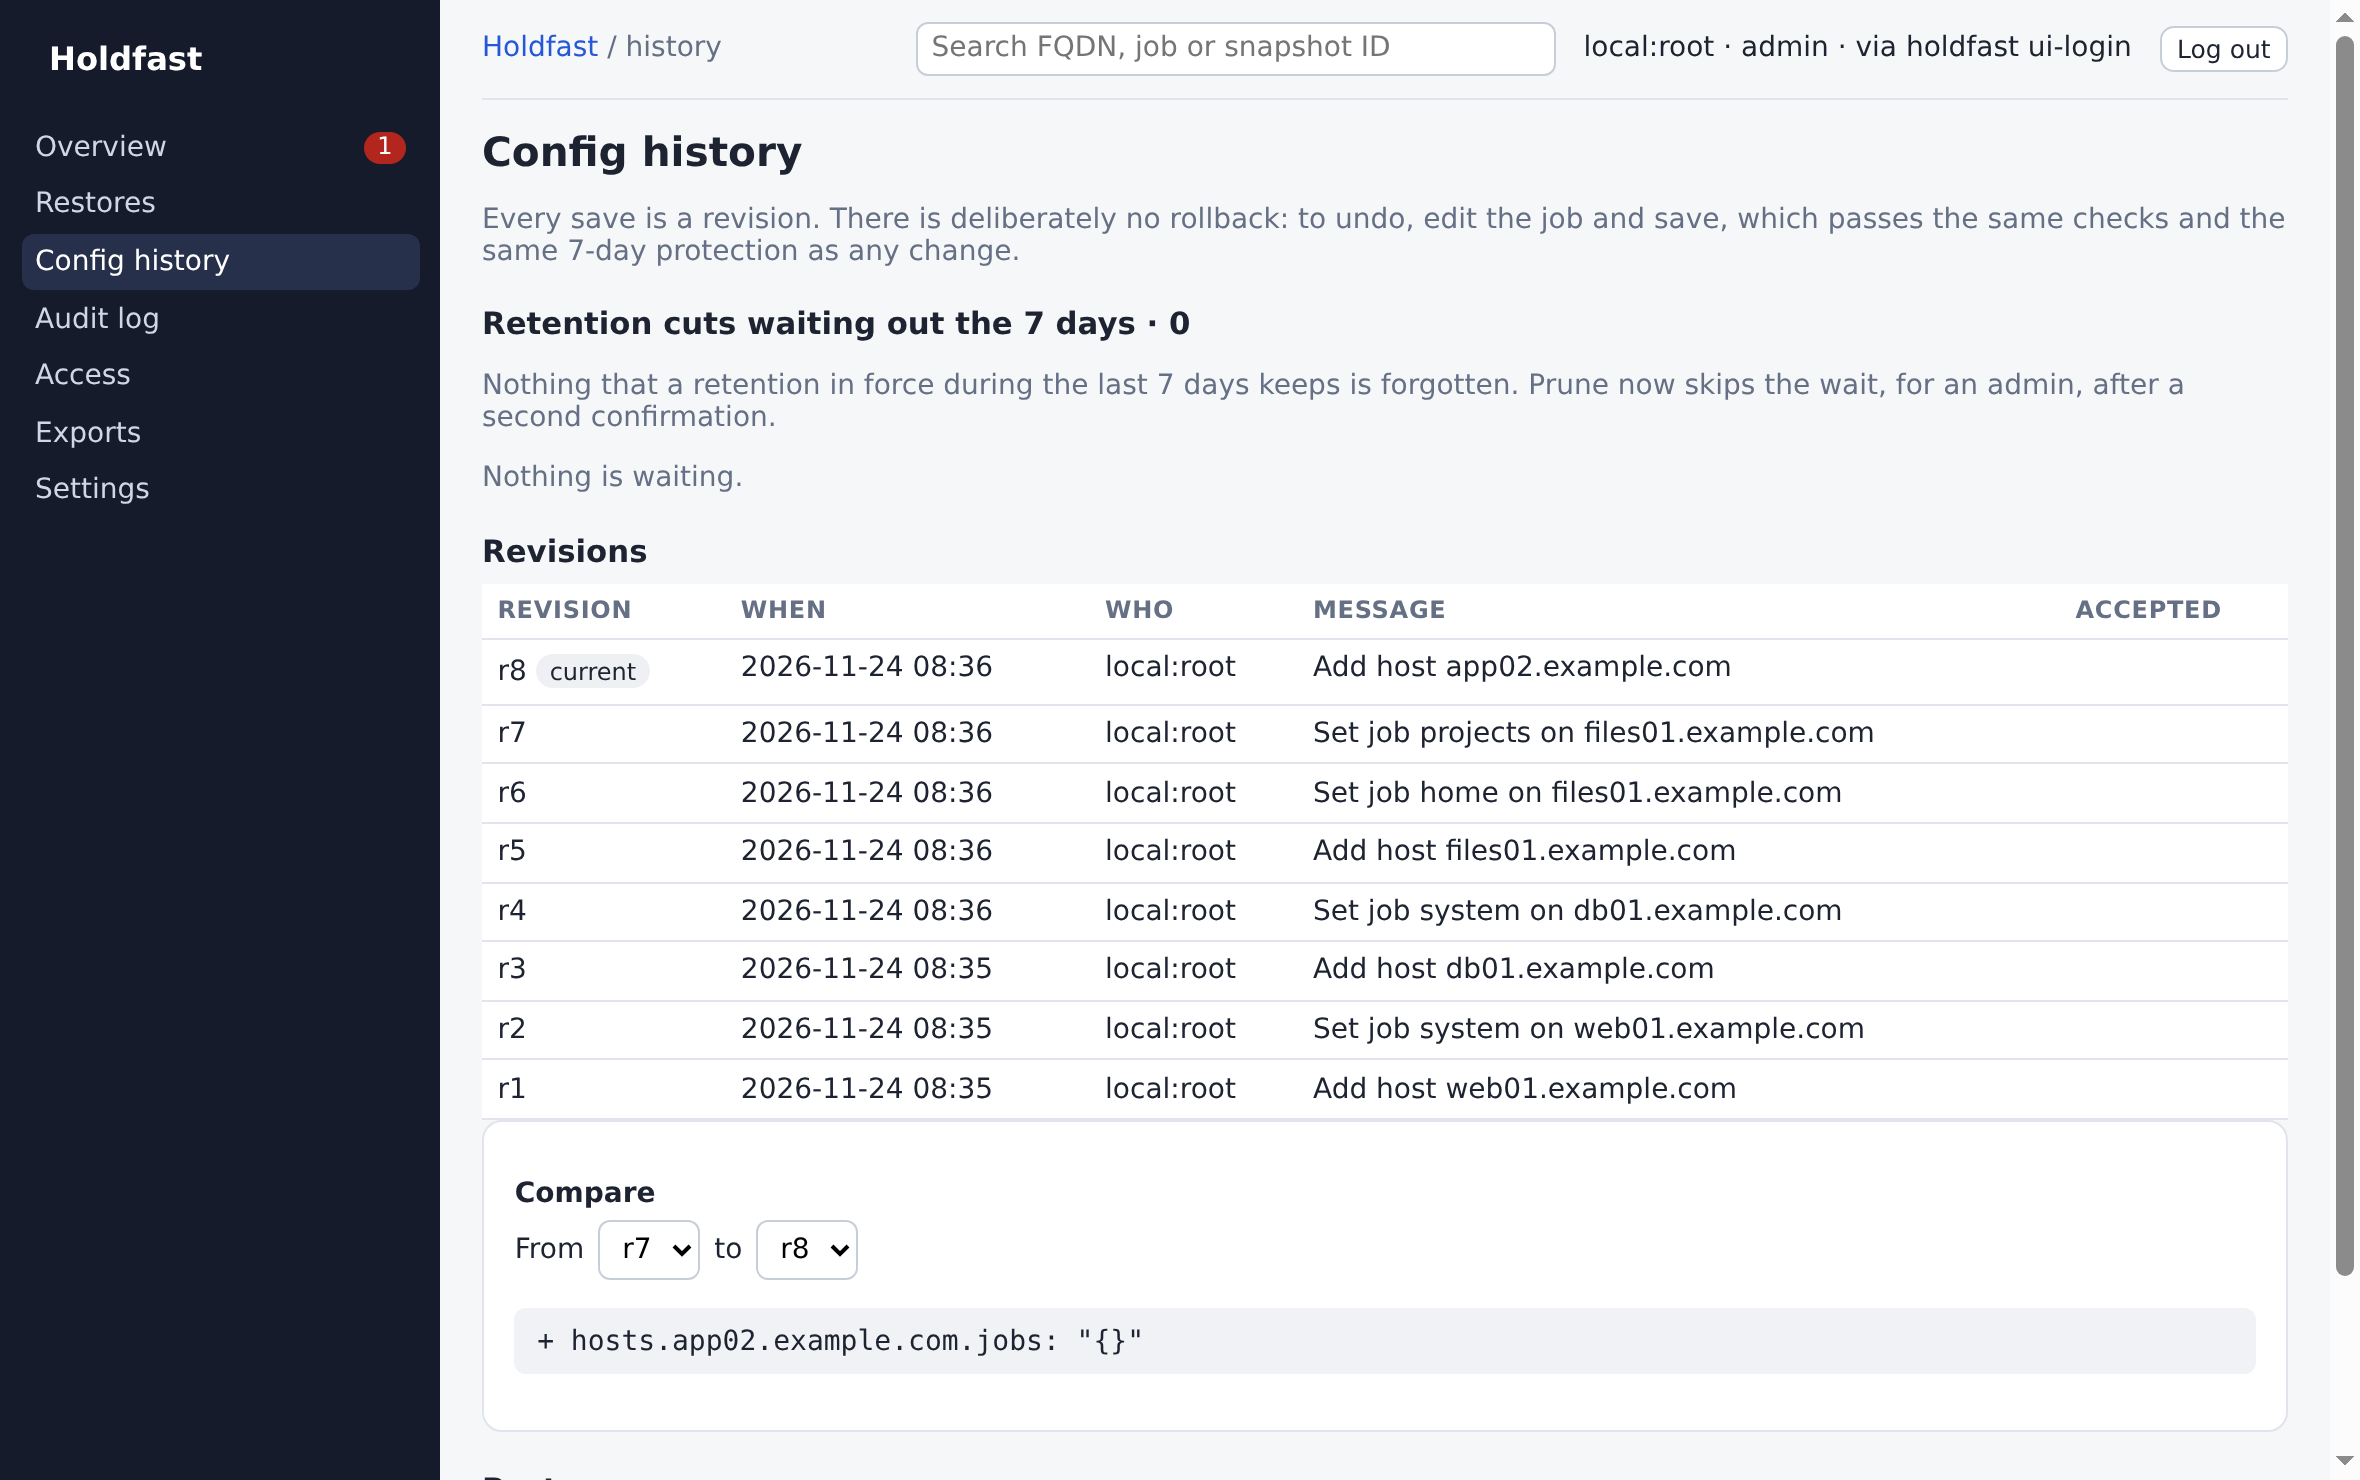 Holdfast
Overview 1
Restores
Config history
Audit log
Access
Exports
Settings
Holdfast / history
Search FQDN, job or snapshot ID
local:root · admin · via holdfast ui-login
Log out
Config history
Every save is a revision. There is deliberately no rollback: to undo, edit the job and save, which passes the same checks and the
same 7-day protection as any change.
Retention cuts waiting out the 7 days · 0
Nothing that a retention in force during the last 7 days keeps is forgotten. Prune now skips the wait, for an admin, after a
second confirmation.
Nothing is waiting.
Revisions
REVISION WHEN WHO MESSAGE ACCEPTED
r8 current 2026-11-24 08:36 local:root Add host app02.example.com
r7 2026-11-24 08:36 local:root Set job projects on files01.example.com
r6 2026-11-24 08:36 local:root Set job home on files01.example.com
r5 2026-11-24 08:36 local:root Add host files01.example.com
r4 2026-11-24 08:36 local:root Set job system on db01.example.com
r3 2026-11-24 08:35 local:root Add host db01.example.com
r2 2026-11-24 08:35 local:root Set job system on web01.example.com
r1 2026-11-24 08:35 local:root Add host web01.example.com
Compare
From r7 to r8
+ hosts.app02.example.com.jobs: "{}"